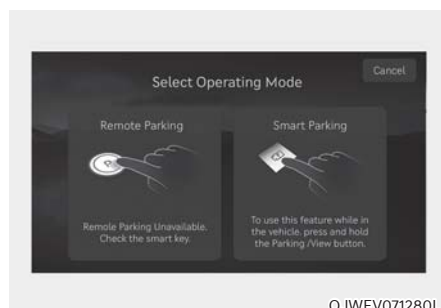 Cancel
Select Operating Mode
Remote Parking
Remote Parking Unavailable.
Check the smart key.
Smart Parking
To use this feature while in
the vehicle. press and hold
the Parking /View button.
OJWEV071280L